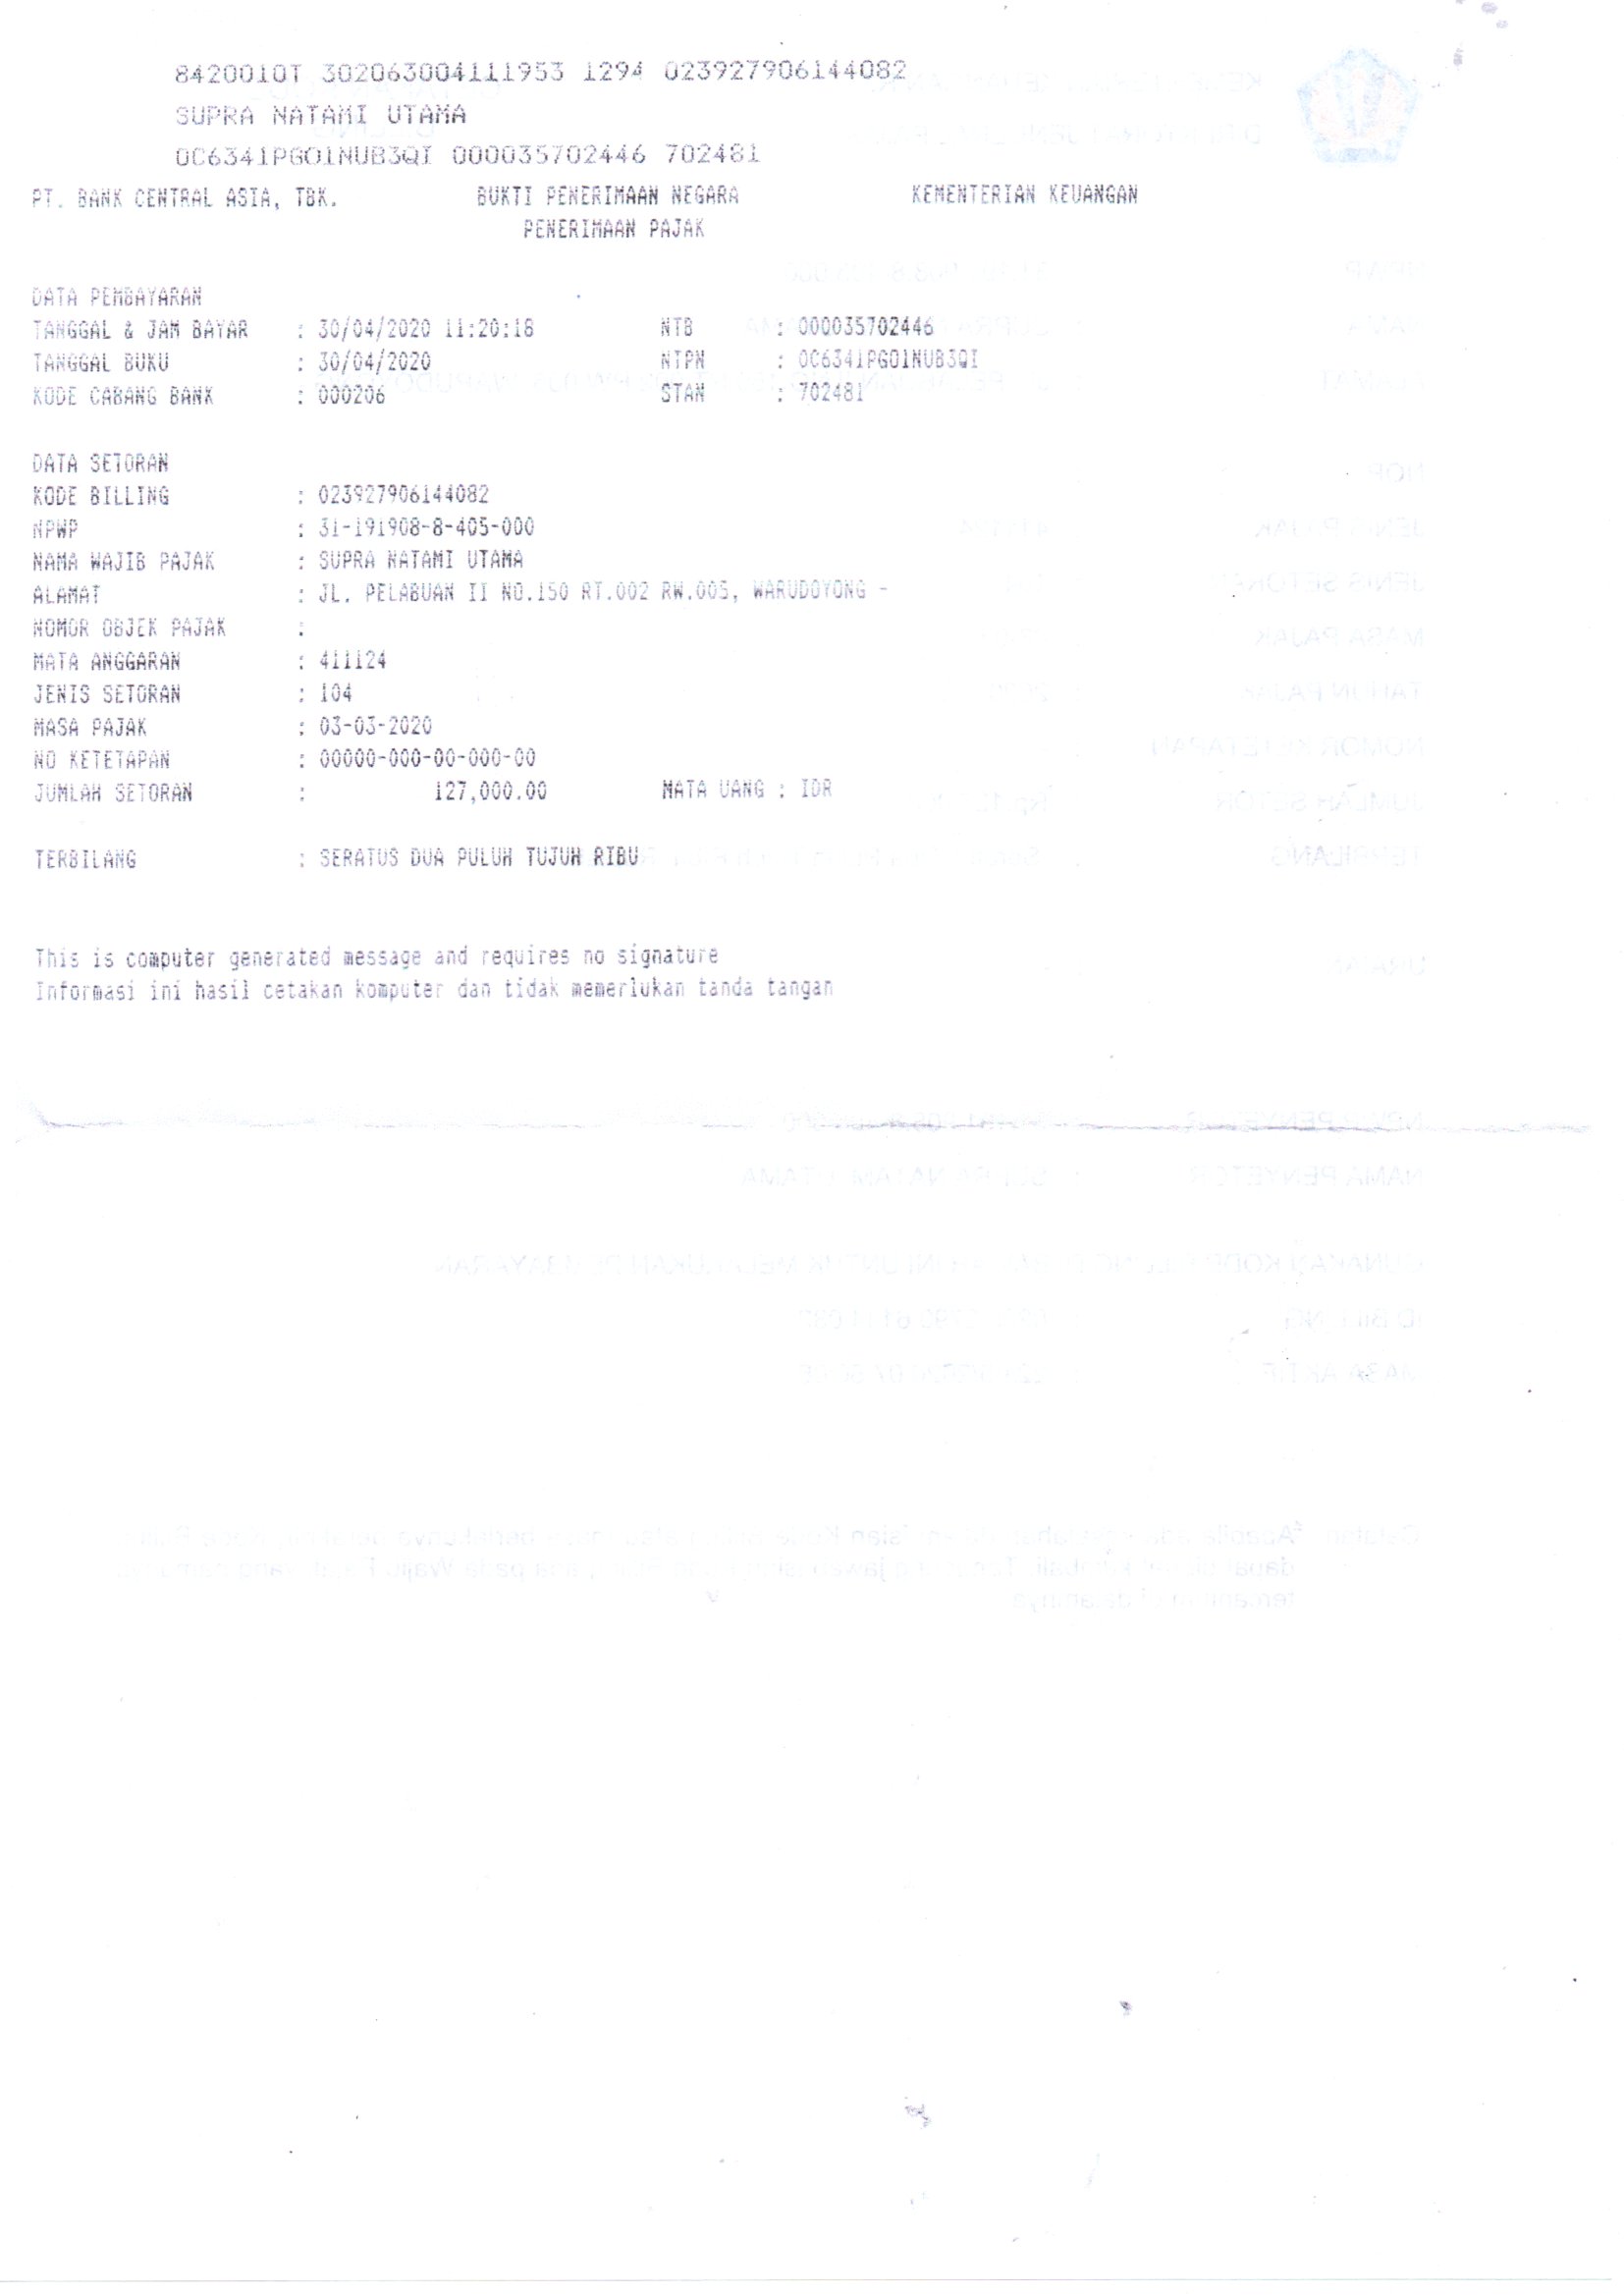 8420010T 302063004111953 1294 023927906144082
SUPRA NATAMI UTAMA
0C6341PGO1NUB3QI 000035702446 702481
PT. BANK CENTRAL ASIA, TBK. BUKTI PENERIMAAN NEGARA KEMENTERIAN KEUANGAN
PENERIMAAN PAJAK
DATA PEMBAYARAN
TANGGAL & JAM BAYAR : 30/04/2020 11:20:18 NTB : 000035702446
TANGGAL BUKU : 30/04/2020 NTPN : 0C6341PGO1NUB3QI
KODE CABANG BANK : 000206 STAN : 702481
DATA SETORAN
KODE BILLING : 023927906144082
NPWP : 31-191908-8-405-000
NAMA WAJIB PAJAK : SUPRA NATAMI UTAMA
ALAMAT : JL. PELABUAN II NO.150 RT.002 RW.005, WARUDOYONG -
NOMOR OBJEK PAJAK :
MATA ANGGARAN : 411124
JENIS SETORAN : 104
MASA PAJAK : 03-03-2020
NO KETETAPAN : 00000-000-00-000-00
JUMLAH SETORAN : 127,000.00 MATA UANG : IDR
TERBILANG : SERATUS DUA PULUH TUJUH RIBU
This is computer generated message and requires no signature
Informasi ini hasil cetakan komputer dan tidak memerlukan tanda tangan